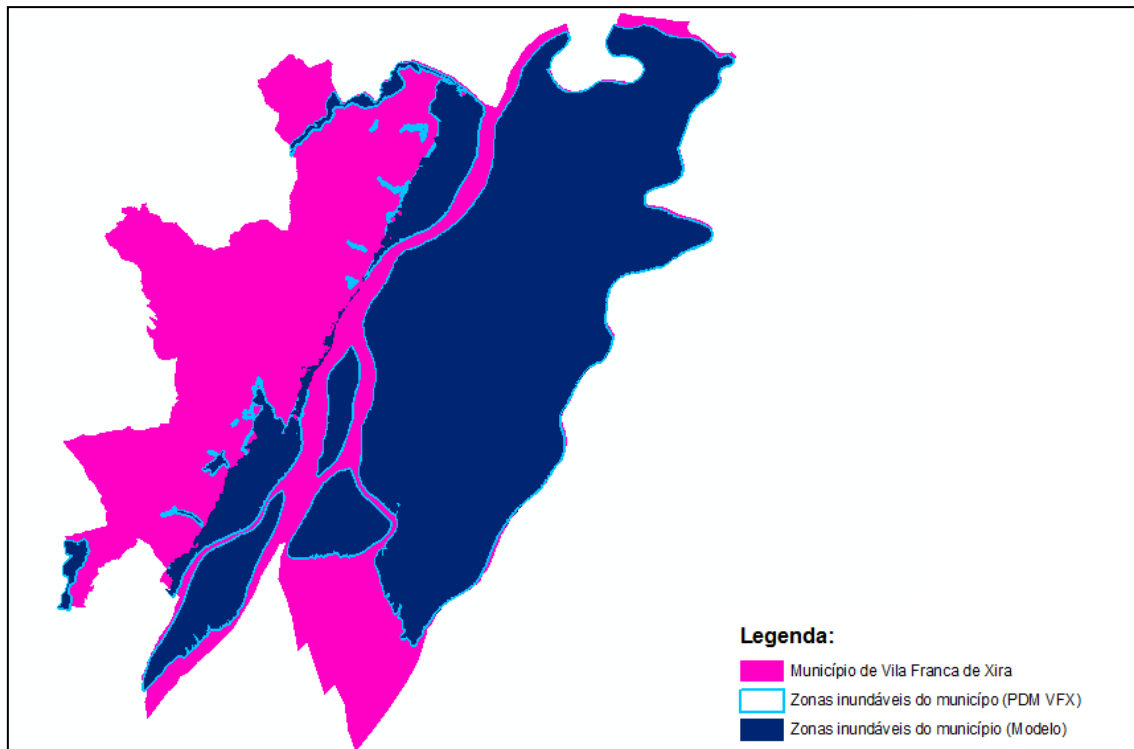 Legenda:
Município de Vila Franca de Xira
Zonas inundáveis do municípo (PDM VFX)
Zonas inundáveis do município (Modelo)